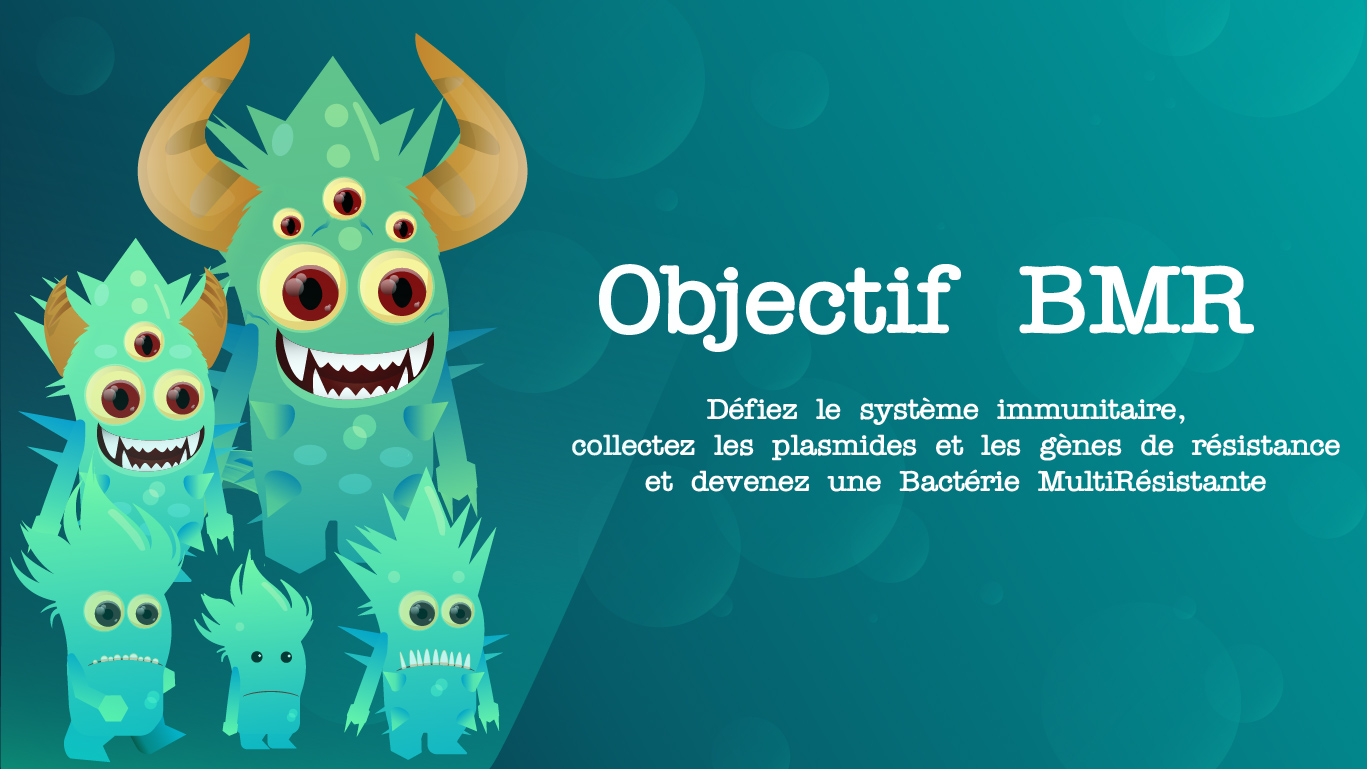 Objectif BMR
Défiez le système immunitaire,
collectez les plasmides et les gènes de résistance
et devenez une Bactérie MultiRésistante